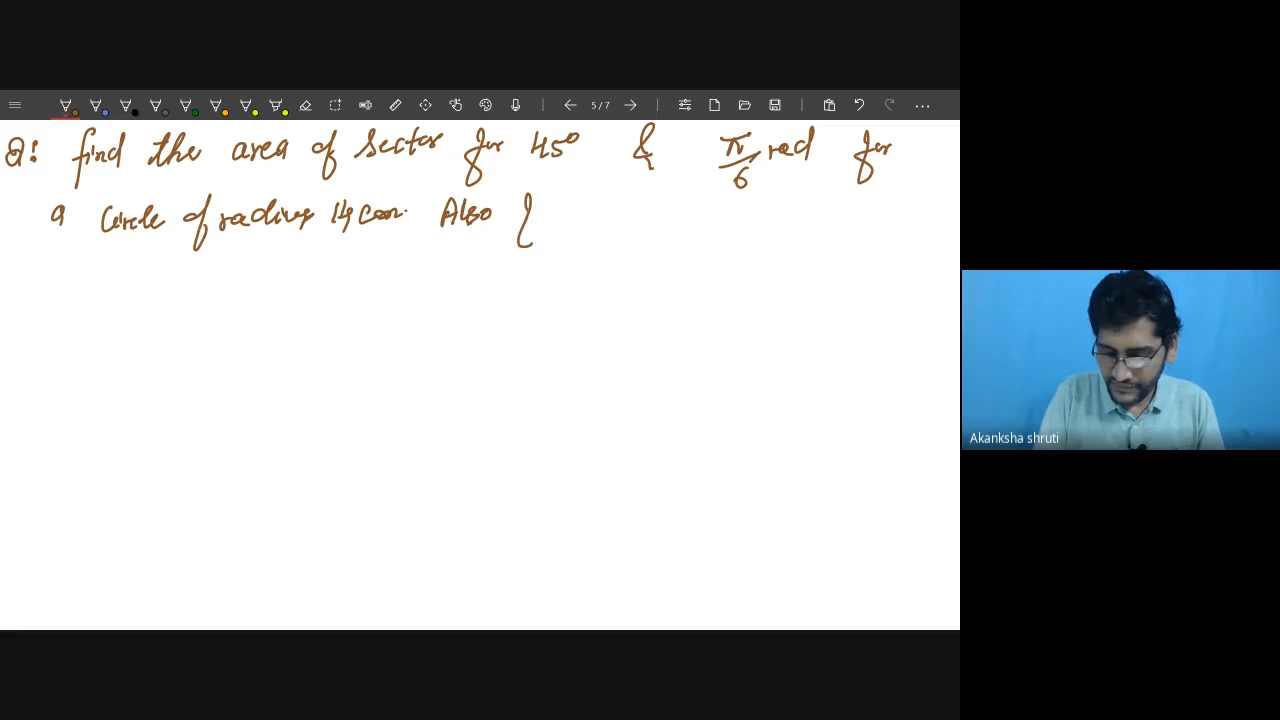 5/7
Q: find the area of sector for 45° & π/6 rad for
a circle of radius 14 cm. Also f
Akanksha shruti